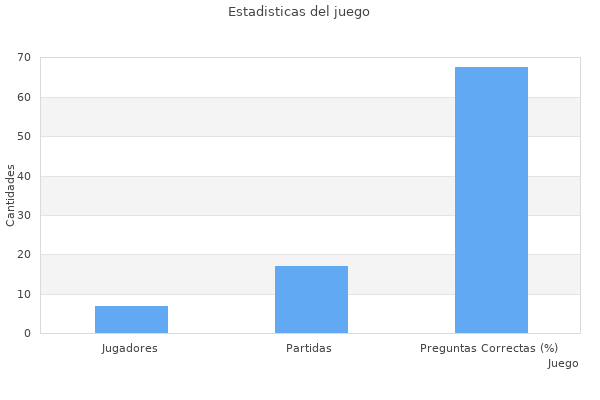 Estadisticas del juego
Cantidades
70
60
50
40
30
20
10
0
Jugadores
Partidas
Preguntas Correctas (%)
Juego